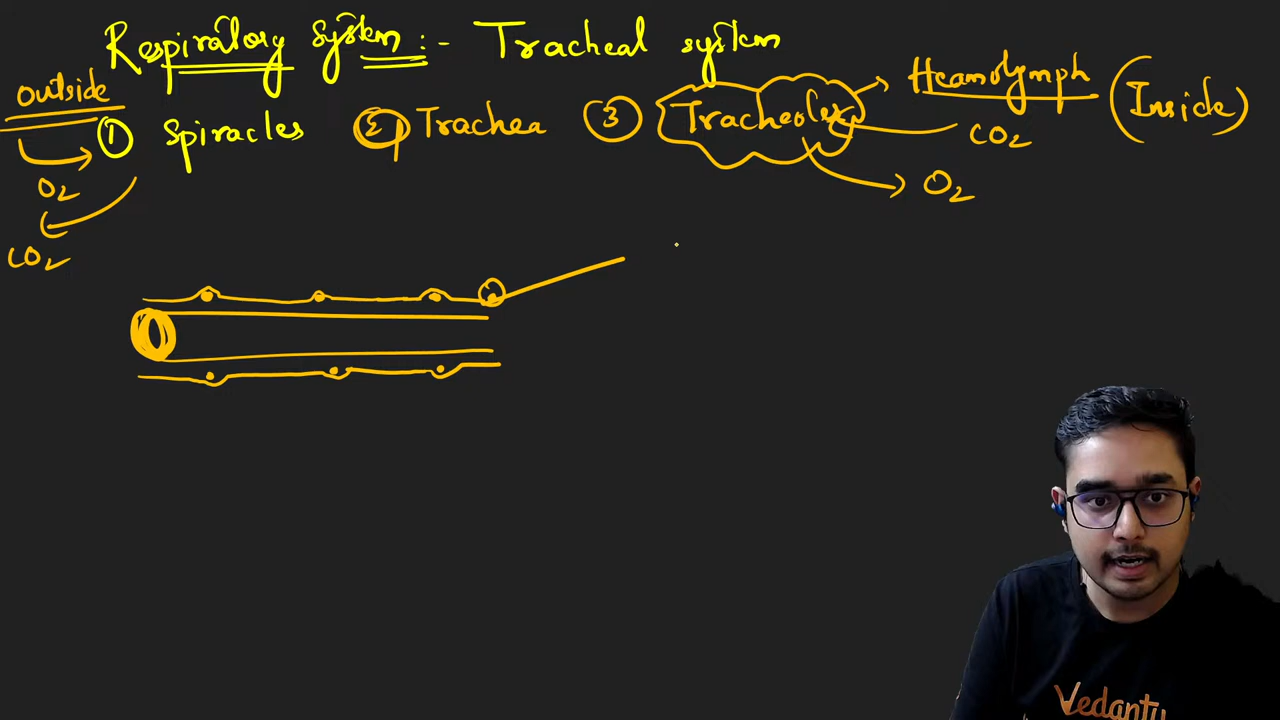 Respiratory system :- Tracheal system
outside
① Spiracles ② Trachea ③ Tracheoles Heamolymph (Inside)
CO2
O2
O2
CO2
Vedantu